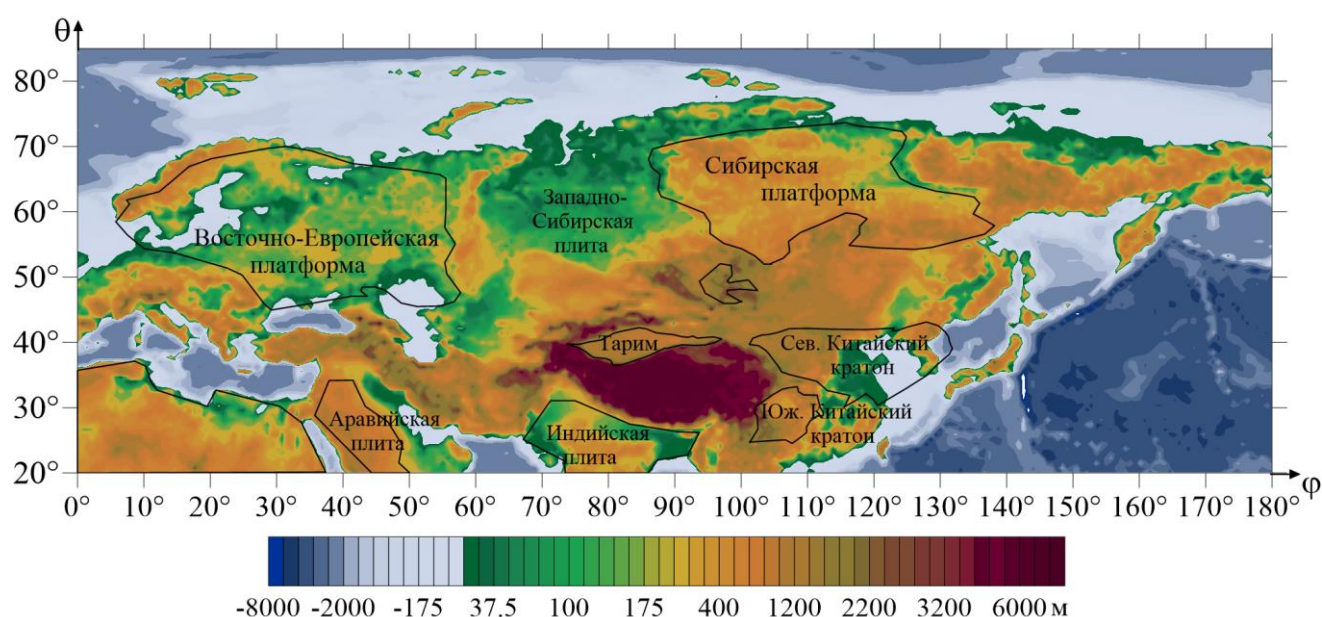 θ
80°
70°
60°
50°
40°
30°
20°
Сибирская
платформа
Западно-
Сибирская
плита
Восточно-Европейская
платформа
Тарим
Сев. Китайский
кратон
Аравийская
плита
Индийская
плита
Юж. Китайский
кратон
0° 10° 20° 30° 40° 50° 60° 70° 80° 90° 100° 110° 120° 130° 140° 150° 160° 170° 180° φ
-8000 -2000 -175 37.5 100 175 400 1200 2200 3200 6000 м